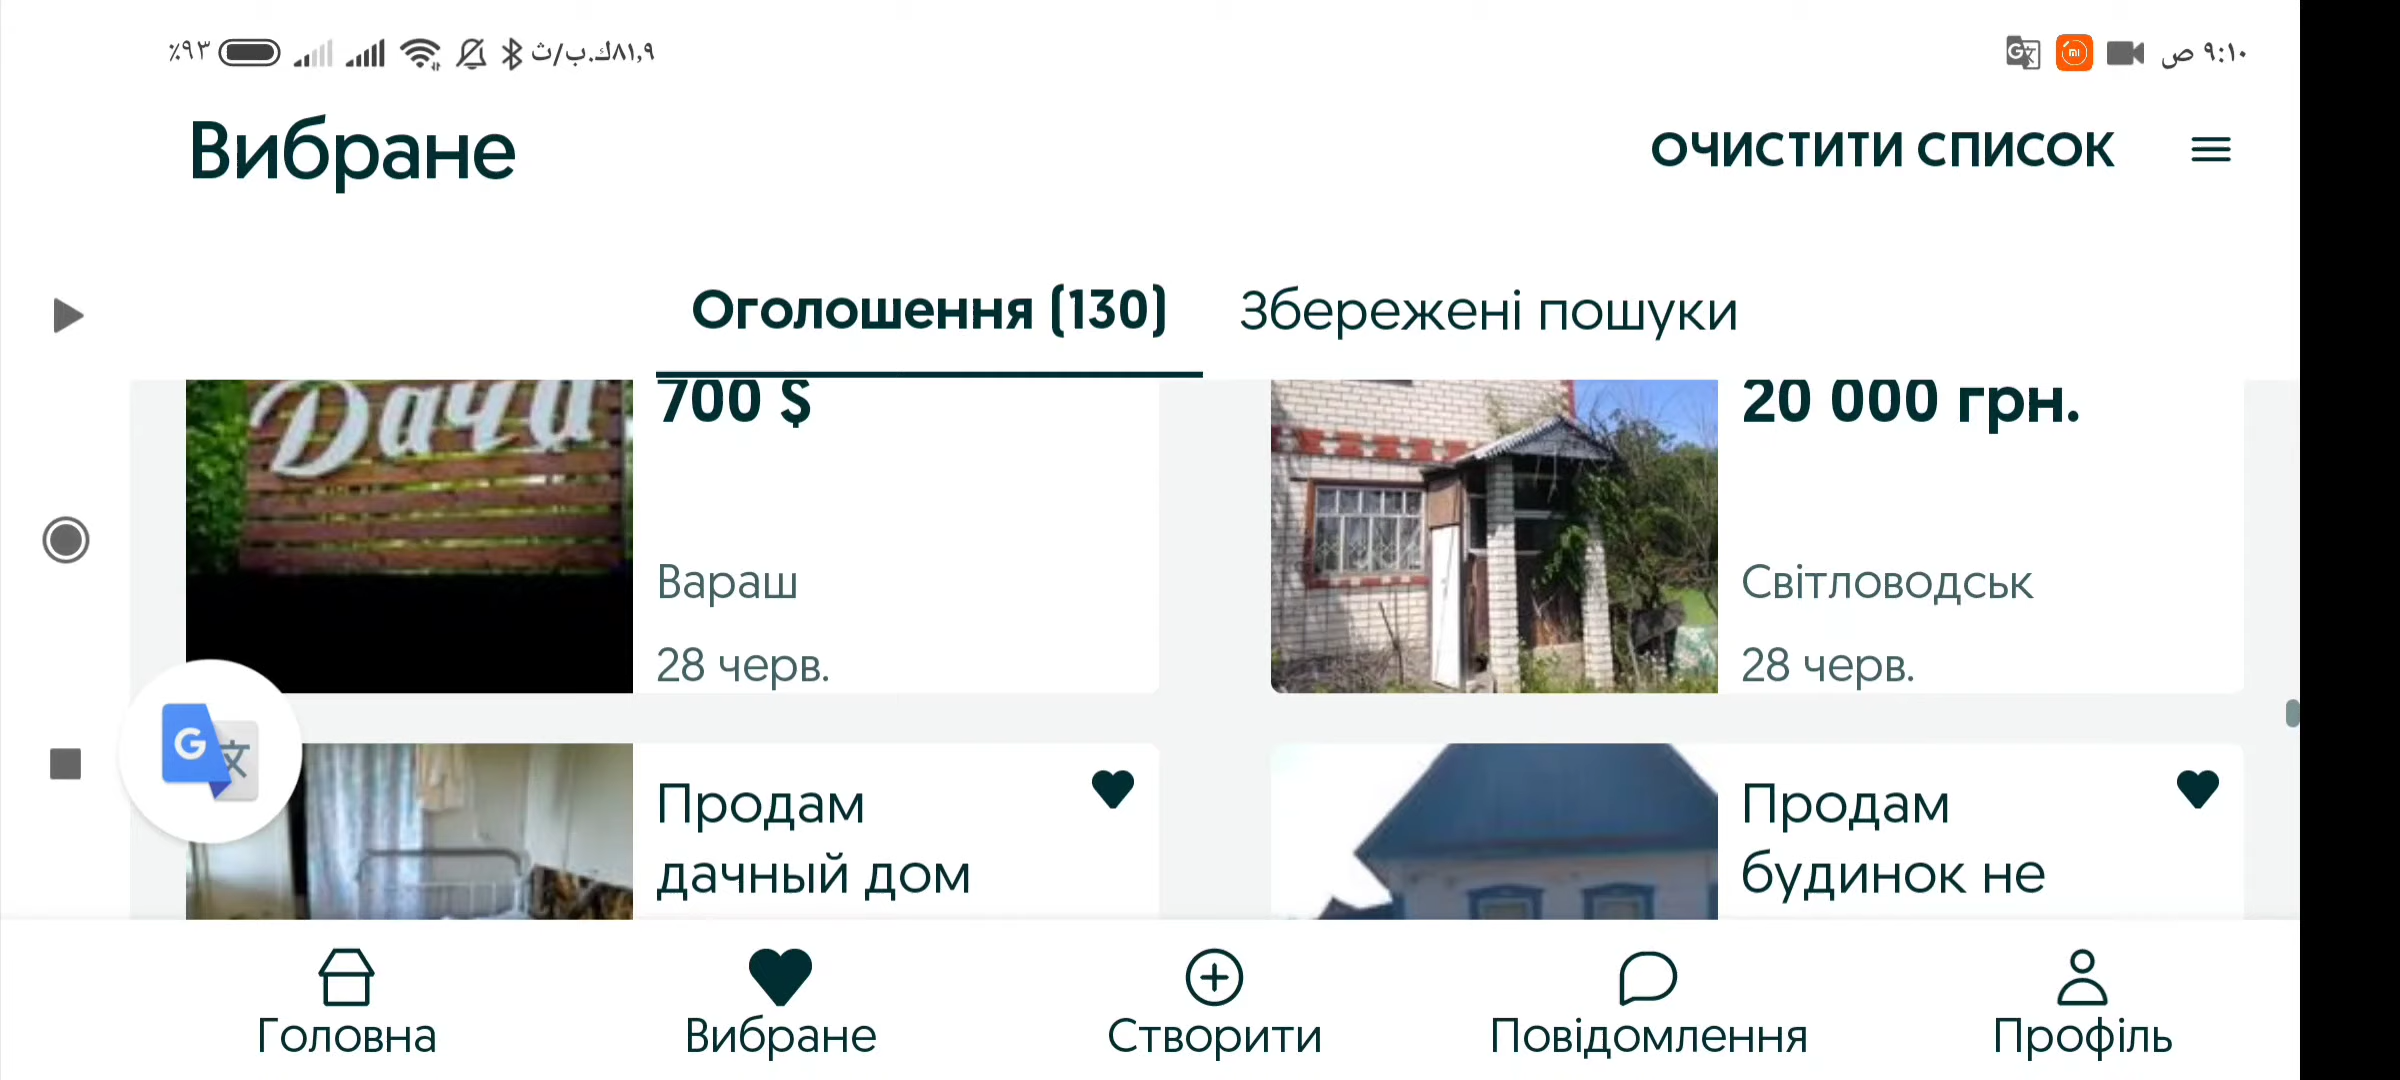 ٪٩٣ ٨١,٩ك.ب/ث
٩:١٠ ص
Вибране
ОЧИСТИТИ СПИСОК
Оголошення (130)
Збережені пошуки
Дача
700 $
Вараш
28 черв.
20 000 грн.
Світловодськ
28 черв.
Продам
дачный дом
Продам
будинок не
Головна
Вибране
Створити
Повідомлення
Профіль